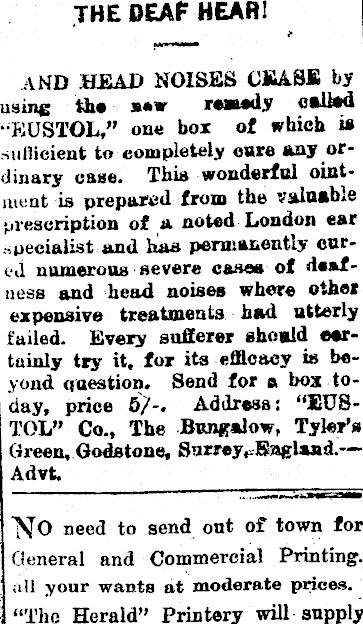 THE DEAF HEAR!
AND HEAD NOISES CEASE by
using the new remedy called
"EUSTOL," one box of which is
sufficient to completely cure any or-
dinary case. This wonderful oint-
ment is prepared from the valuable
prescription of a noted London ear
specialist and has permanently cur-
ed numerous severe cases of deaf-
ness and head noises where other
expensive treatments had utterly
failed. Every sufferer should cer-
tainly try it, for its efficacy is be-
yond question. Send for a box to-
day, price 5/-. Address: "EUS-
TOL" Co., The Bungalow, Tyler's
Green, Godstone, Surrey, England.—
Advt.
NO need to send out of town for
General and Commercial Printing.
all your wants at moderate prices.
"The Herald" Printery will supply